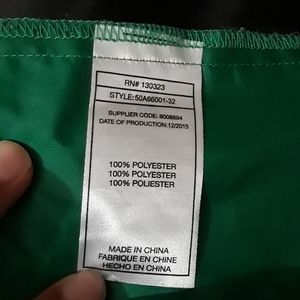 RN# 130323
STYLE: 50A66001-32
SUPPLIER CODE: 8008694
DATE OF PRODUCTION: 12/2015
100% POLYESTER
100% POLYESTER
100% POLIESTER
MADE IN CHINA
FABRIQUE EN CHINE
HECHO EN CHINA